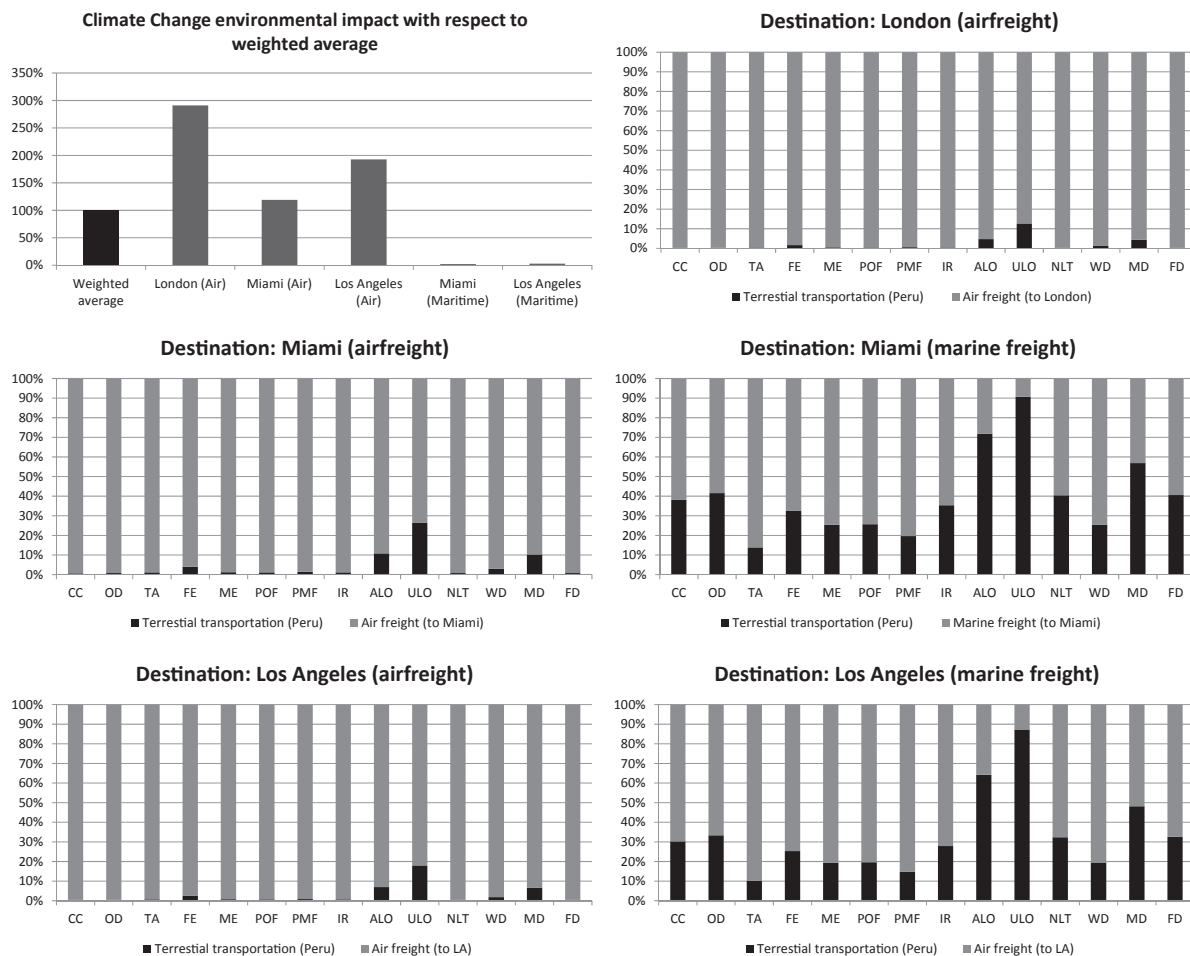 Climate Change environmental impact with respect to
weighted average
350%
300%
250%
200%
150%
100%
50%
0%
Weighted
average
London (Air)
Miami (Air)
Los Angeles
(Air)
Miami
(Maritime)
Los Angeles
(Maritime)
Destination: London (airfreight)
100%
90%
80%
70%
60%
50%
40%
30%
20%
10%
0%
CC OD TA FE ME POF PMF IR ALO ULO NLT WD MD FD
Terrestial transportation (Peru) Air freight (to London)
Destination: Miami (airfreight)
100%
90%
80%
70%
60%
50%
40%
30%
20%
10%
0%
CC OD TA FE ME POF PMF IR ALO ULO NLT WD MD FD
Terrestial transportation (Peru) Air freight (to Miami)
Destination: Miami (marine freight)
100%
90%
80%
70%
60%
50%
40%
30%
20%
10%
0%
CC OD TA FE ME POF PMF IR ALO ULO NLT WD MD FD
Terrestial transportation (Peru) Marine freight (to Miami)
Destination: Los Angeles (airfreight)
100%
90%
80%
70%
60%
50%
40%
30%
20%
10%
0%
CC OD TA FE ME POF PMF IR ALO ULO NLT WD MD FD
Terrestial transportation (Peru) Air freight (to LA)
Destination: Los Angeles (marine freight)
100%
90%
80%
70%
60%
50%
40%
30%
20%
10%
0%
CC OD TA FE ME POF PMF IR ALO ULO NLT WD MD FD
Terrestial transportation (Peru) Air freight (to LA)